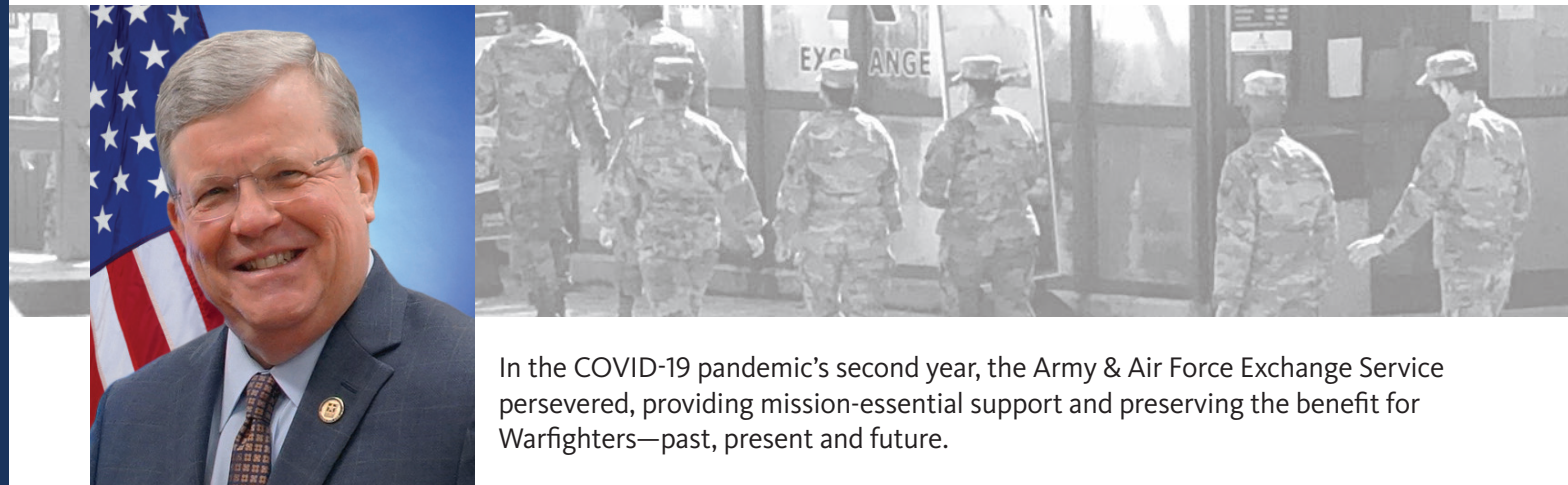 EXCHANGE
In the COVID-19 pandemic’s second year, the Army & Air Force Exchange Service
persevered, providing mission-essential support and preserving the benefit for
Warfighters—past, present and future.